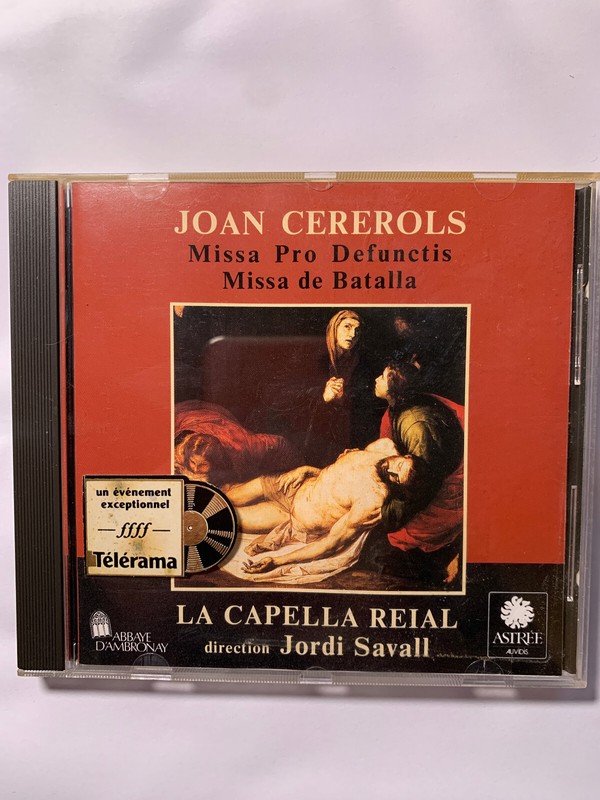 JOAN CEREROLS
Missa Pro Defunctis
Missa de Batalla
un événement
exceptionnel
ffff
Télérama
LA CAPELLA REIAL
direction Jordi Savall
ABBAYE
D'AMBRONAY
ASTRÉE
AUVIDIS